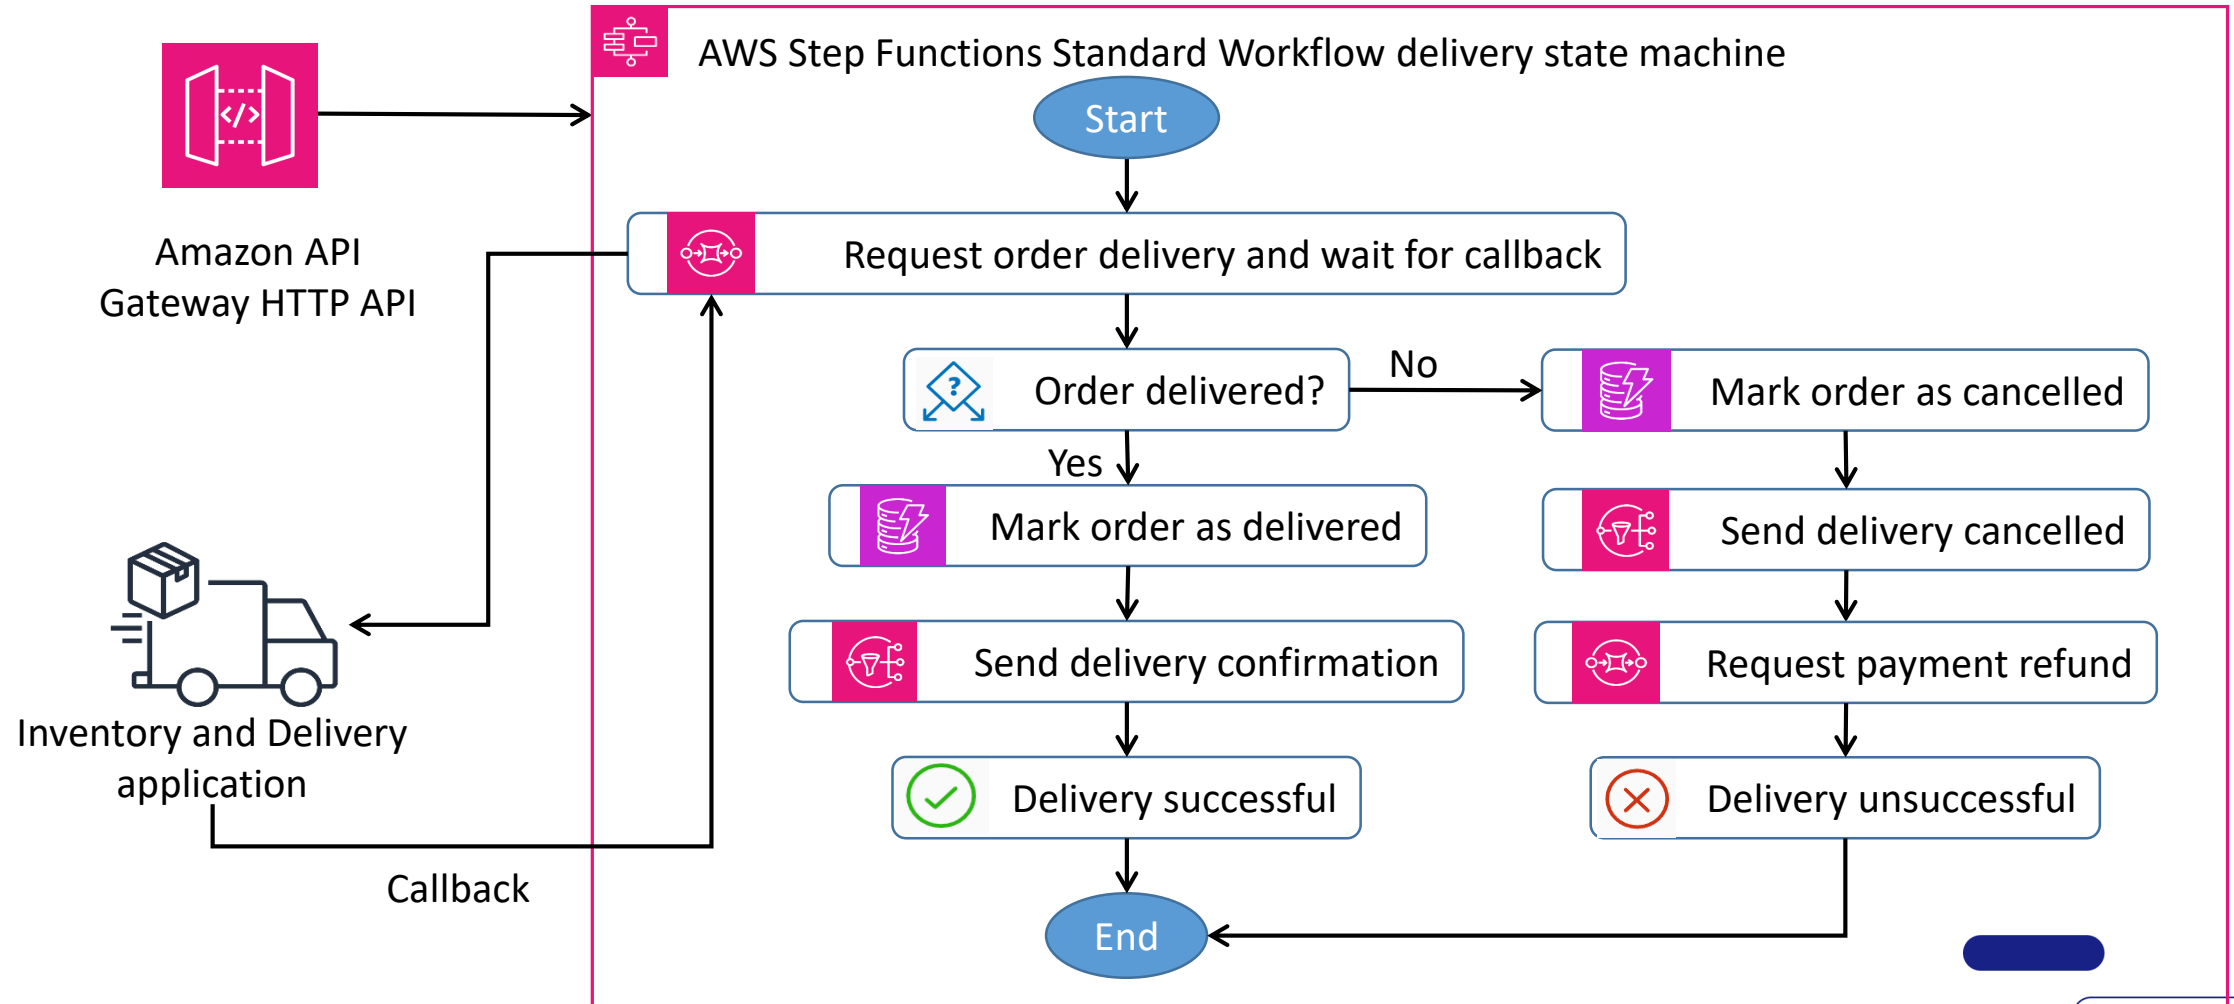 AWS Step Functions Standard Workflow delivery state machine
Start
Amazon API
Gateway HTTP API
Request order delivery and wait for callback
Order delivered?
No
Mark order as cancelled
Yes
Mark order as delivered
Send delivery cancelled
Send delivery confirmation
Request payment refund
Inventory and Delivery
application
Delivery successful
Delivery unsuccessful
Callback
End